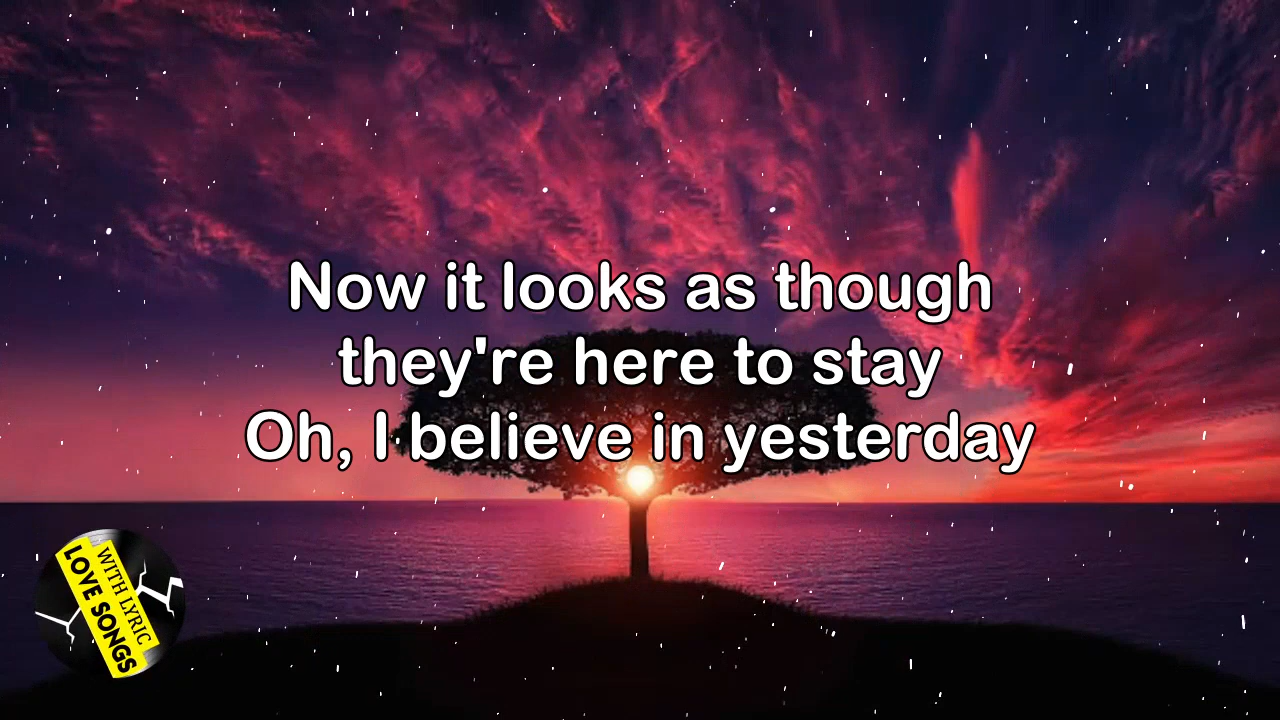 Now it looks as though
they're here to stay
Oh, I believe in yesterday
WITH LYRIC
LOVE SONGS